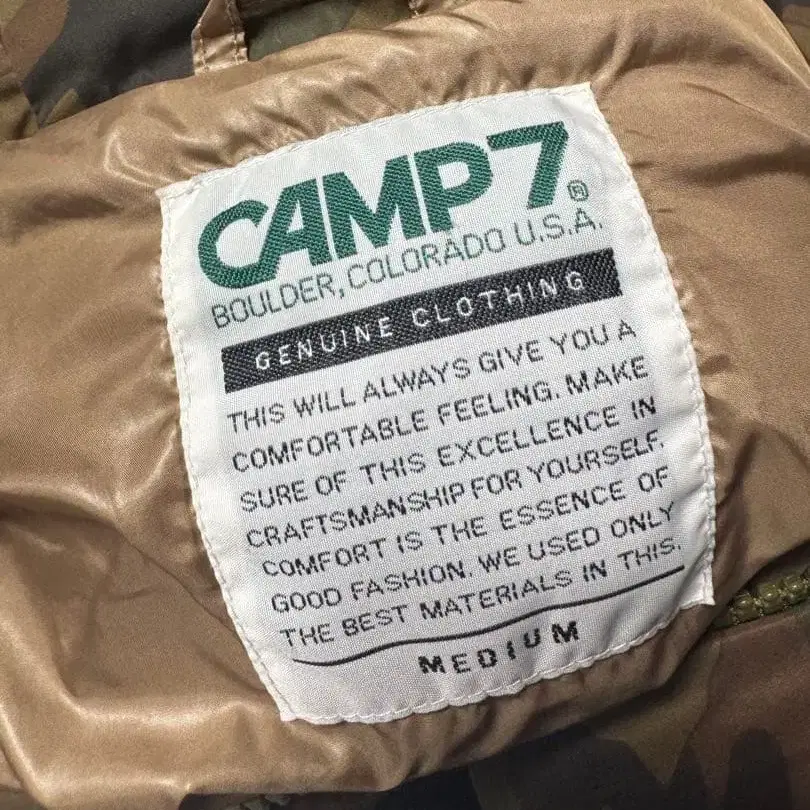 CAMP7®
BOULDER, COLORADO U.S.A.
GENUINE CLOTHING
THIS WILL ALWAYS GIVE YOU A
COMFORTABLE FEELING. MAKE
SURE OF THIS EXCELLENCE IN
CRAFTSMANSHIP FOR YOURSELF.
COMFORT IS THE ESSENCE OF
GOOD FASHION. WE USED ONLY
THE BEST MATERIALS IN THIS.
MEDIUM